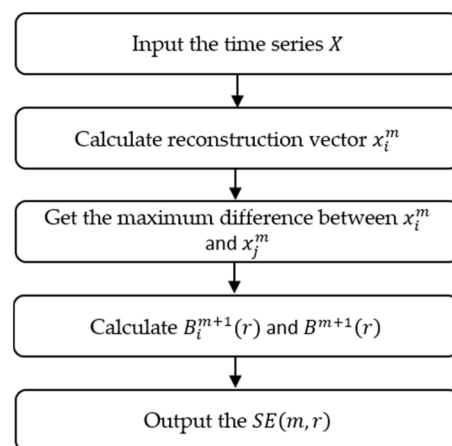 Input the time series X
Calculate reconstruction vector x_i^m
Get the maximum difference between x_i^m
and x_j^m
Calculate B_i^{m+1}(r) and B^{m+1}(r)
Output the SE(m, r)